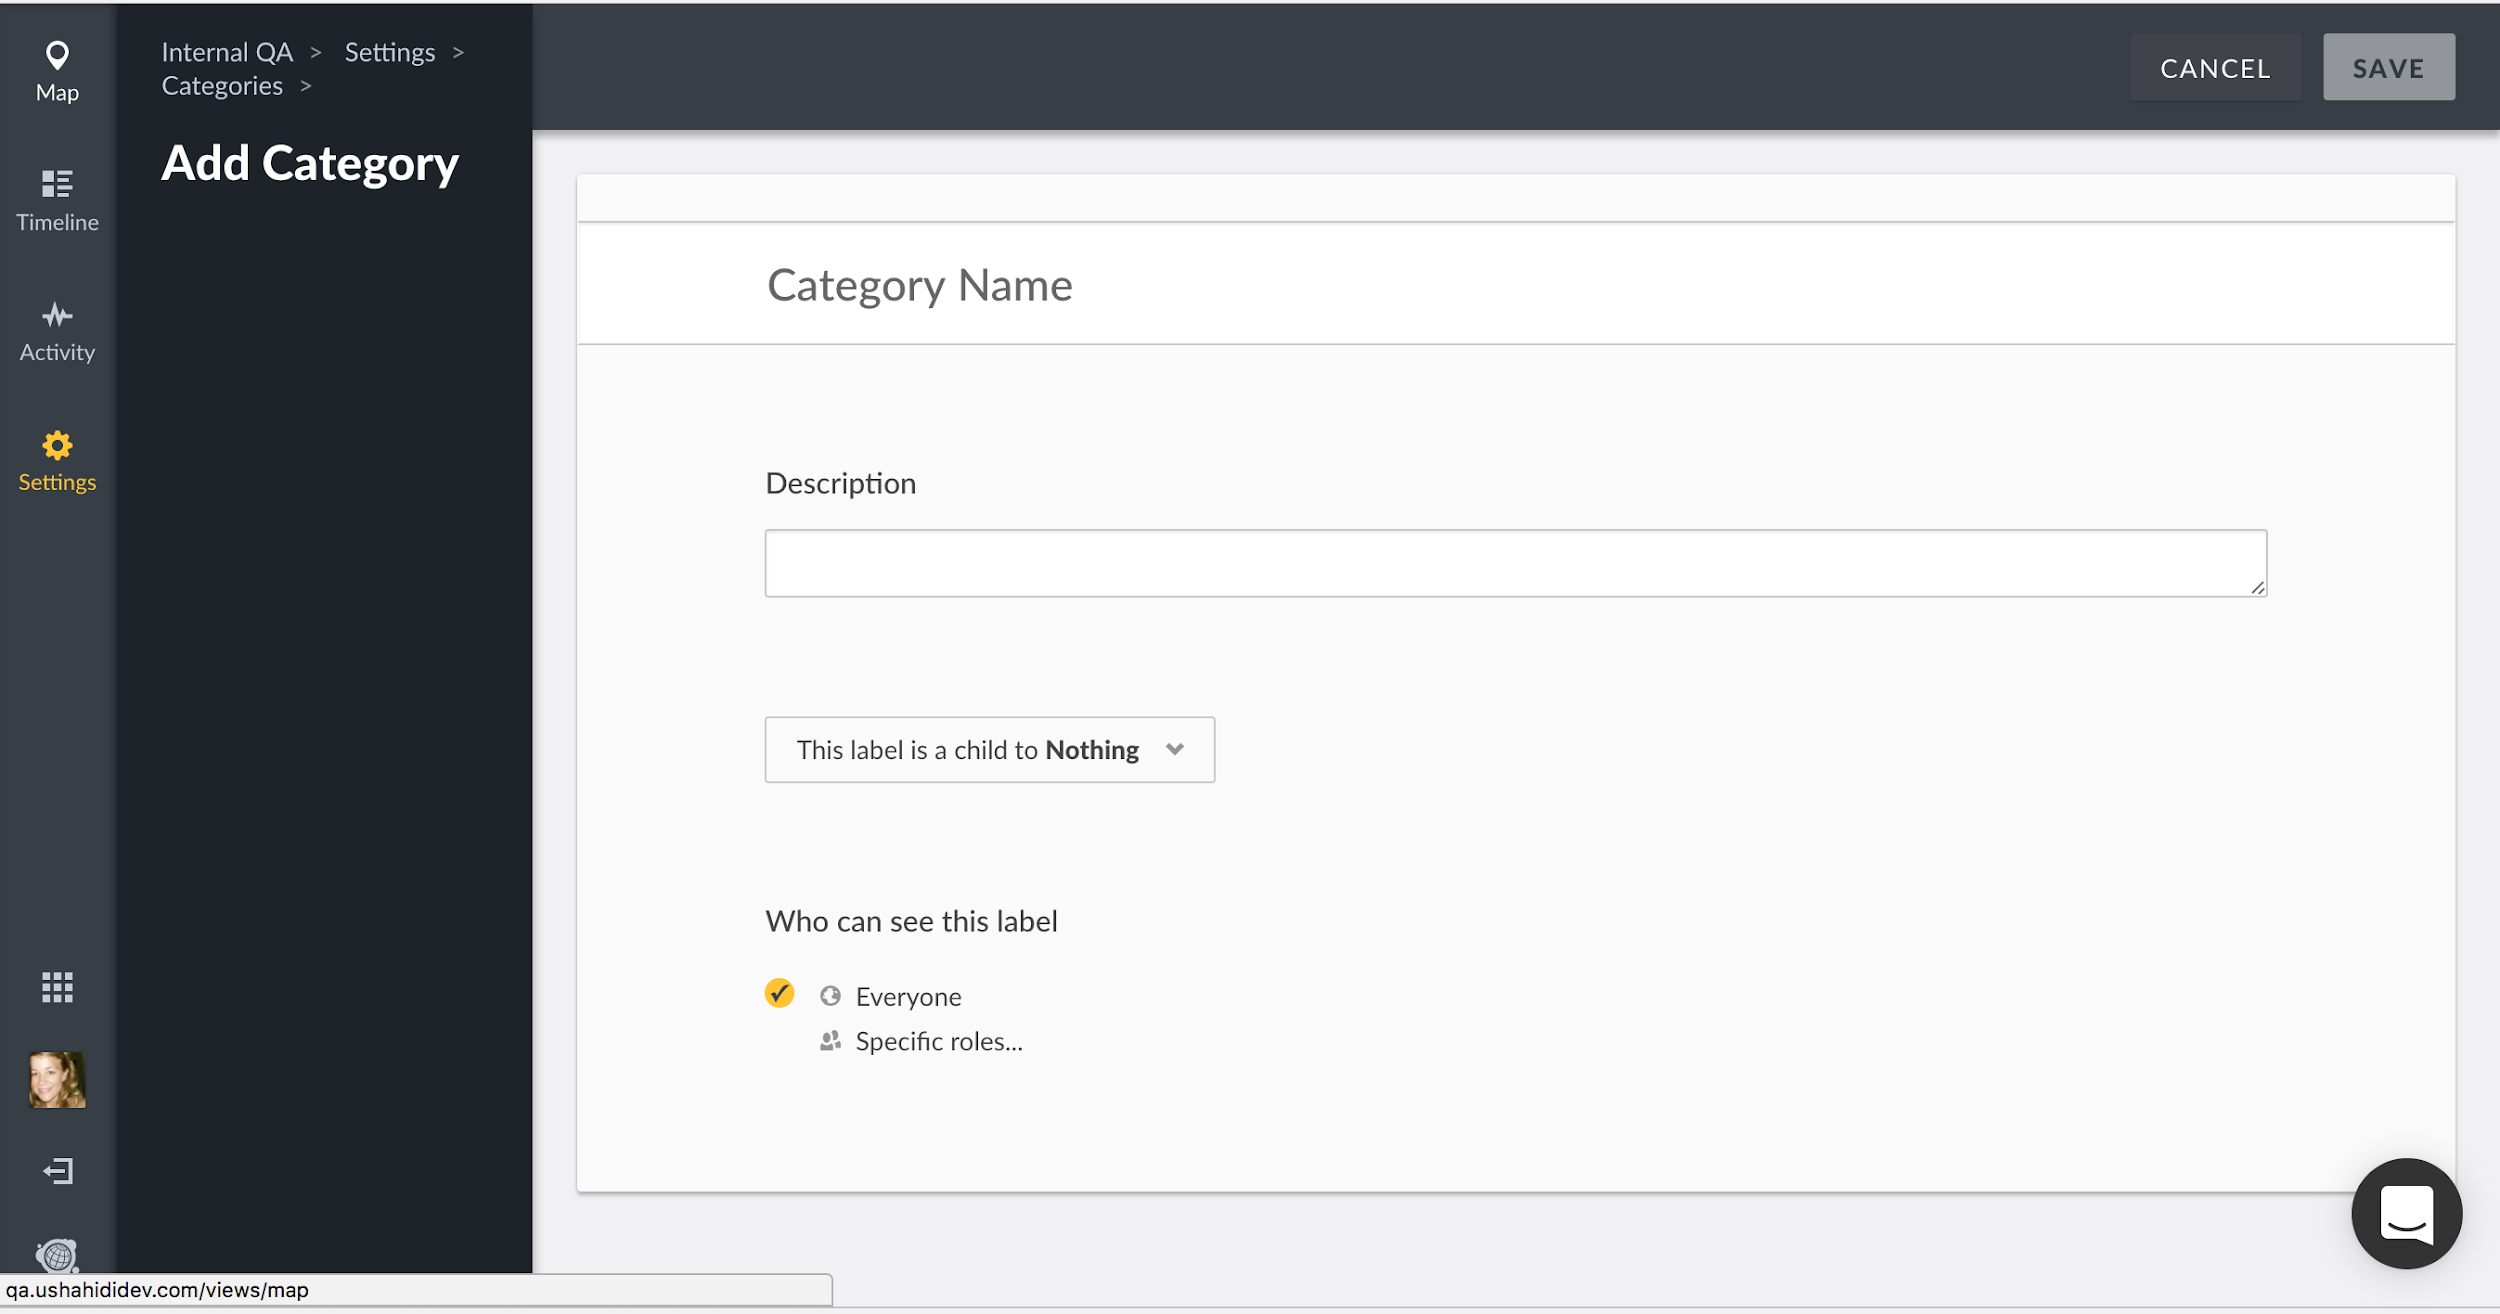 Map
Timeline
Activity
Settings
Internal QA > Settings >
Categories >
Add Category
CANCEL
SAVE
Category Name
Description
This label is a child to Nothing
Who can see this label
Everyone
Specific roles...
qa.ushahididev.com/views/map